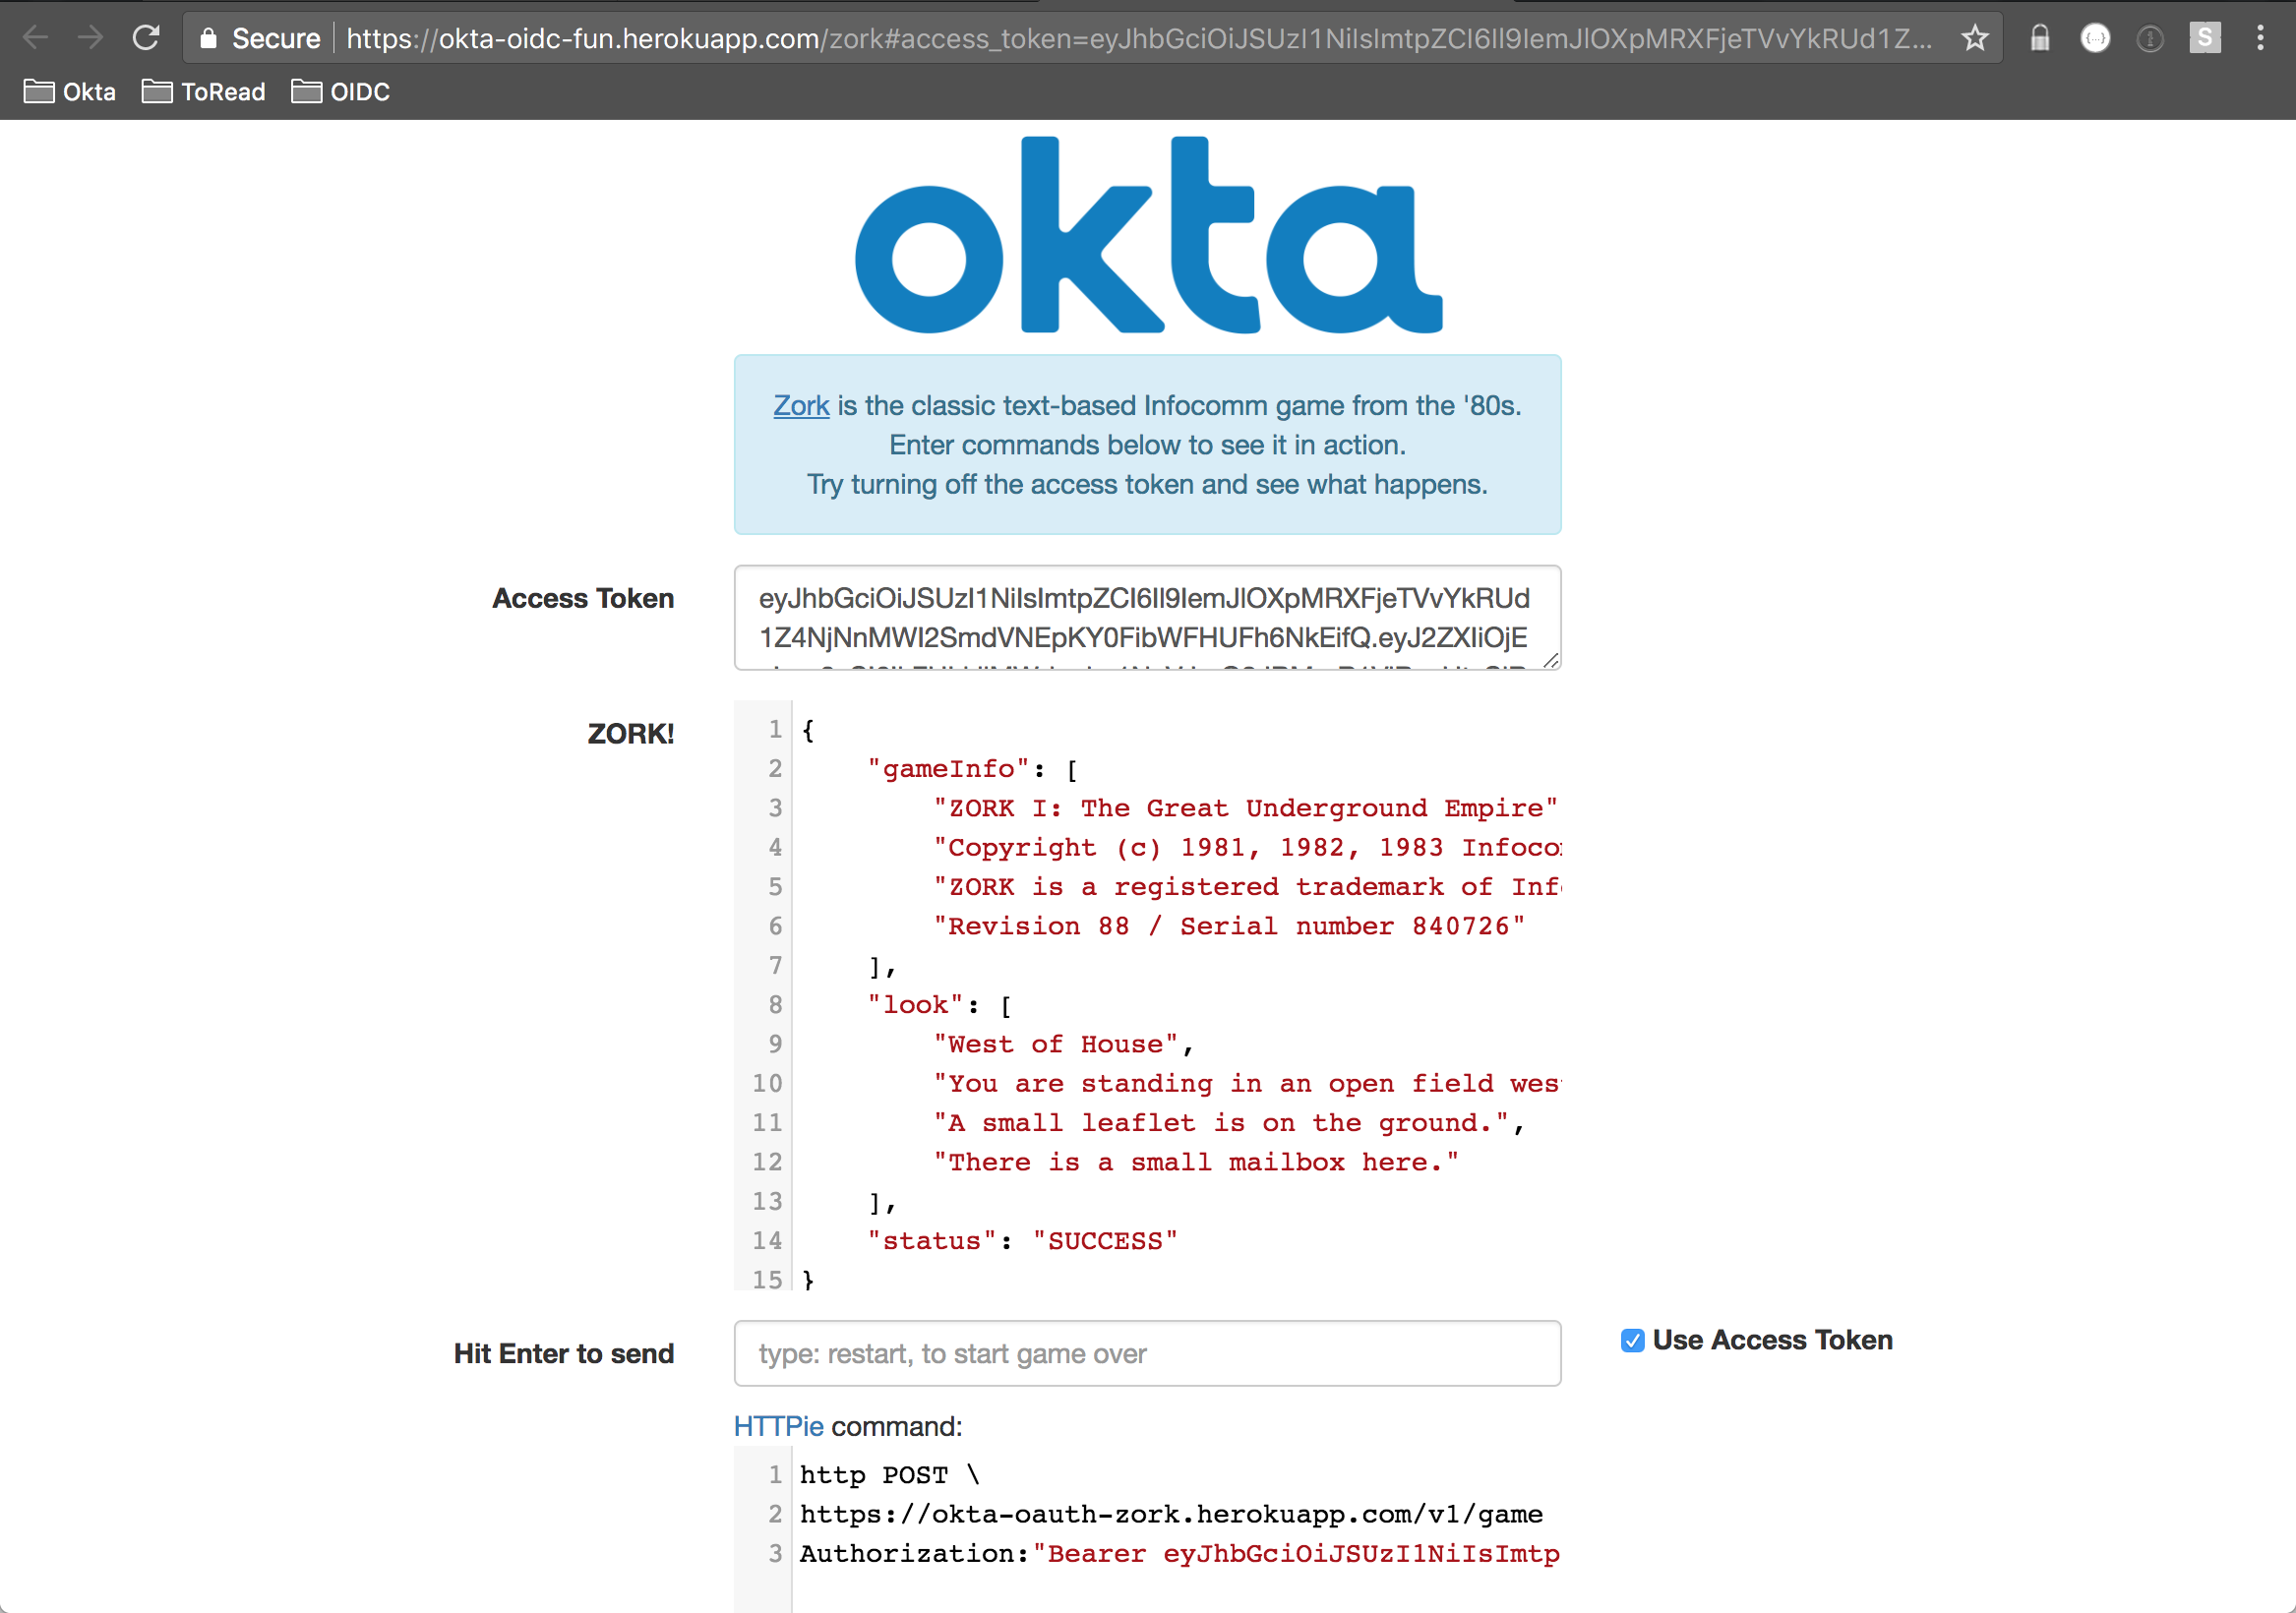 Secure https://okta-oidc-fun.herokuapp.com/zork#access_token=eyJhbGciOiJSUzI1NiIsImtpZCI6Il9IemJlOXpMRXFjeTVvYkRUd1Z...
Okta ToRead OIDC
okta
Zork is the classic text-based Infocomm game from the '80s.
Enter commands below to see it in action.
Try turning off the access token and see what happens.
Access Token
eyJhbGciOiJSUzI1NiIsImtpZCI6Il9IemJlOXpMRXFjeTVvYkRUd
1Z4NjNnMWI2SmdVNEpKY0FibWFHUFh6NkEifQ.eyJ2ZXIiOjE
ZORK!
1 {
2 "gameInfo": [
3 "ZORK I: The Great Underground Empire"
4 "Copyright (c) 1981, 1982, 1983 Infoco
5 "ZORK is a registered trademark of Inf
6 "Revision 88 / Serial number 840726"
7 ],
8 "look": [
9 "West of House",
10 "You are standing in an open field wes
11 "A small leaflet is on the ground.",
12 "There is a small mailbox here."
13 ],
14 "status": "SUCCESS"
15 }
Hit Enter to send
type: restart, to start game over
Use Access Token
HTTPie command:
1 http POST \
2 https://okta-oauth-zork.herokuapp.com/v1/game
3 Authorization:"Bearer eyJhbGciOiJSUzI1NiIsImtp